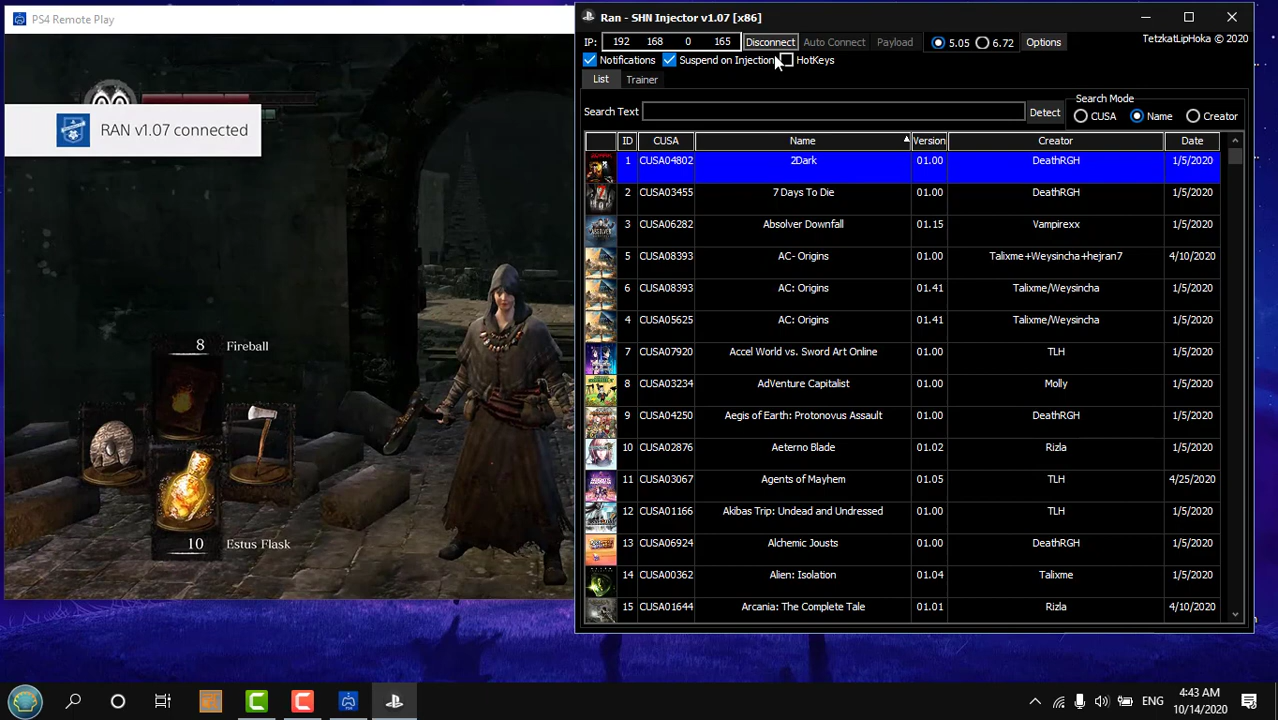 PS4 Remote Play
RAN v1.07 connected
8 Fireball
10 Estus Flask
Ran - SHN Injector v1.07 [x86]
IP: 192 168 0 165 Disconnect Auto Connect Payload 5.05 6.72 Options TetzkatLipHoka © 2020
Notifications Suspend on Injection HotKeys
List Trainer
Search Text Detect Search Mode CUSA Name Creator
ID CUSA Name Version Creator Date
1 CUSA04802 2Dark 01.00 DeathRGH 1/5/2020
2 CUSA03455 7 Days To Die 01.00 DeathRGH 1/5/2020
3 CUSA06282 Absolver Downfall 01.15 Vampirexx 1/5/2020
5 CUSA08393 AC- Origins 01.00 Talixme+Weysincha+hejran7 4/10/2020
6 CUSA08393 AC: Origins 01.41 Talixme/Weysincha 1/5/2020
4 CUSA05625 AC: Origins 01.41 Talixme/Weysincha 1/5/2020
7 CUSA07920 Accel World vs. Sword Art Online 01.00 TLH 1/5/2020
8 CUSA03234 AdVenture Capitalist 01.00 Molly 1/5/2020
9 CUSA04250 Aegis of Earth: Protonovus Assault 01.00 DeathRGH 1/5/2020
10 CUSA02876 Aeterno Blade 01.02 Rizla 1/5/2020
11 CUSA03067 Agents of Mayhem 01.05 TLH 4/25/2020
12 CUSA01166 Akibas Trip: Undead and Undressed 01.00 TLH 1/5/2020
13 CUSA06924 Alchemic Jousts 01.00 DeathRGH 1/5/2020
14 CUSA00362 Alien: Isolation 01.04 Talixme 1/5/2020
15 CUSA01644 Arcania: The Complete Tale 01.01 Rizla 4/10/2020
ENG
4:43 AM
10/14/2020